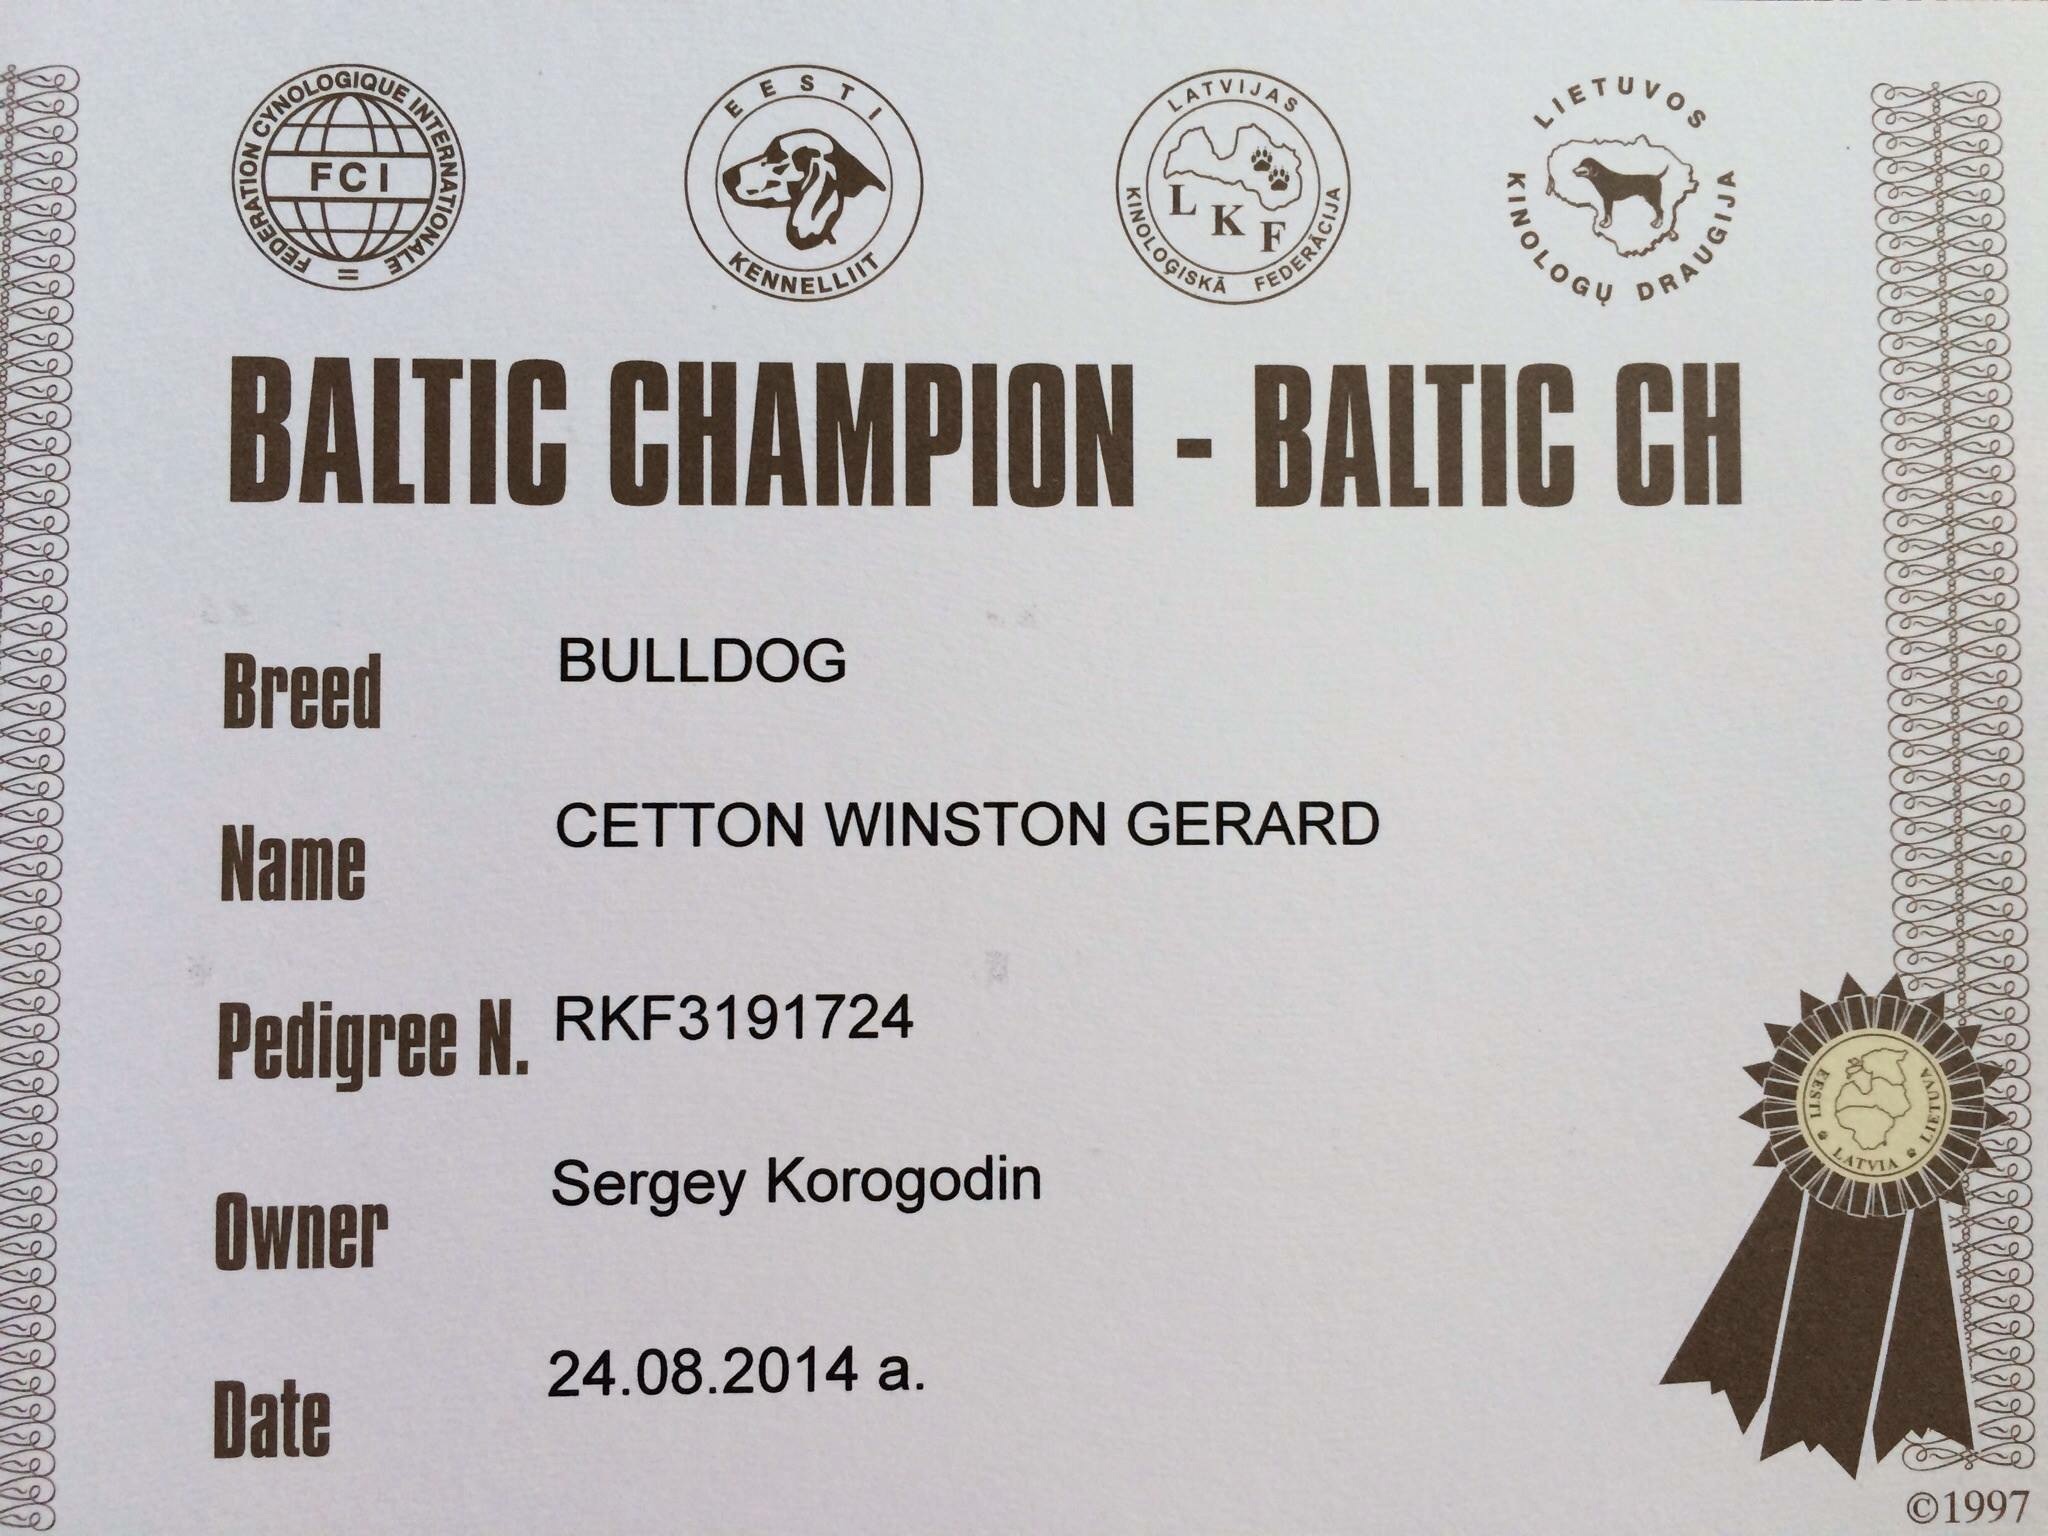 FEDERATION CYNOLOGIQUE INTERNATIONALE =
FCI
EESTI
KENNELLIIT
LATVIJAS
KINOLOĢISKĀ FEDERĀCIJA
LKF
LIETUVOS
KINOLOGŲ DRAUGIJA
BALTIC CHAMPION - BALTIC CH
Breed BULLDOG
Name CETTON WINSTON GERARD
Pedigree N. RKF3191724
Owner Sergey Korogodin
Date 24.08.2014 a.
EESTI LATVIA LIETUVA
©1997